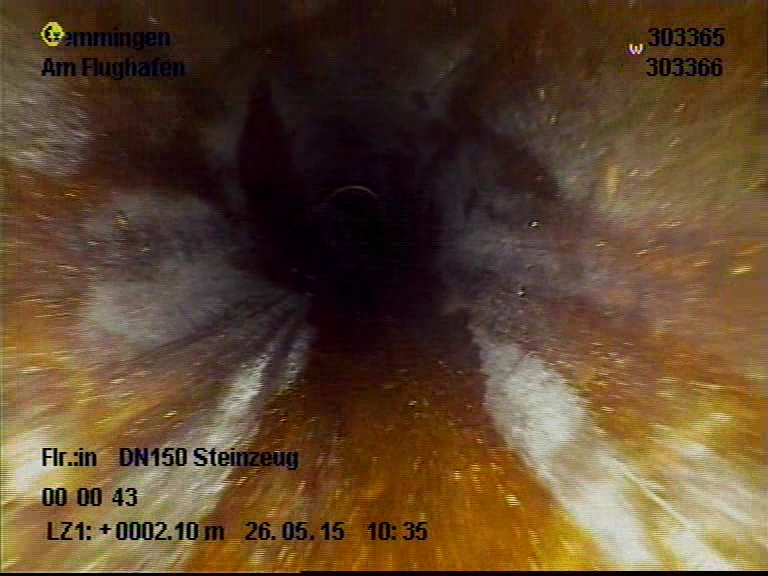 emmingen
303365
Am Flughafen
303366
Flr.:in DN150 Steinzeug
00 00 43
LZ1: +0002.10 m 26.05.15 10:35